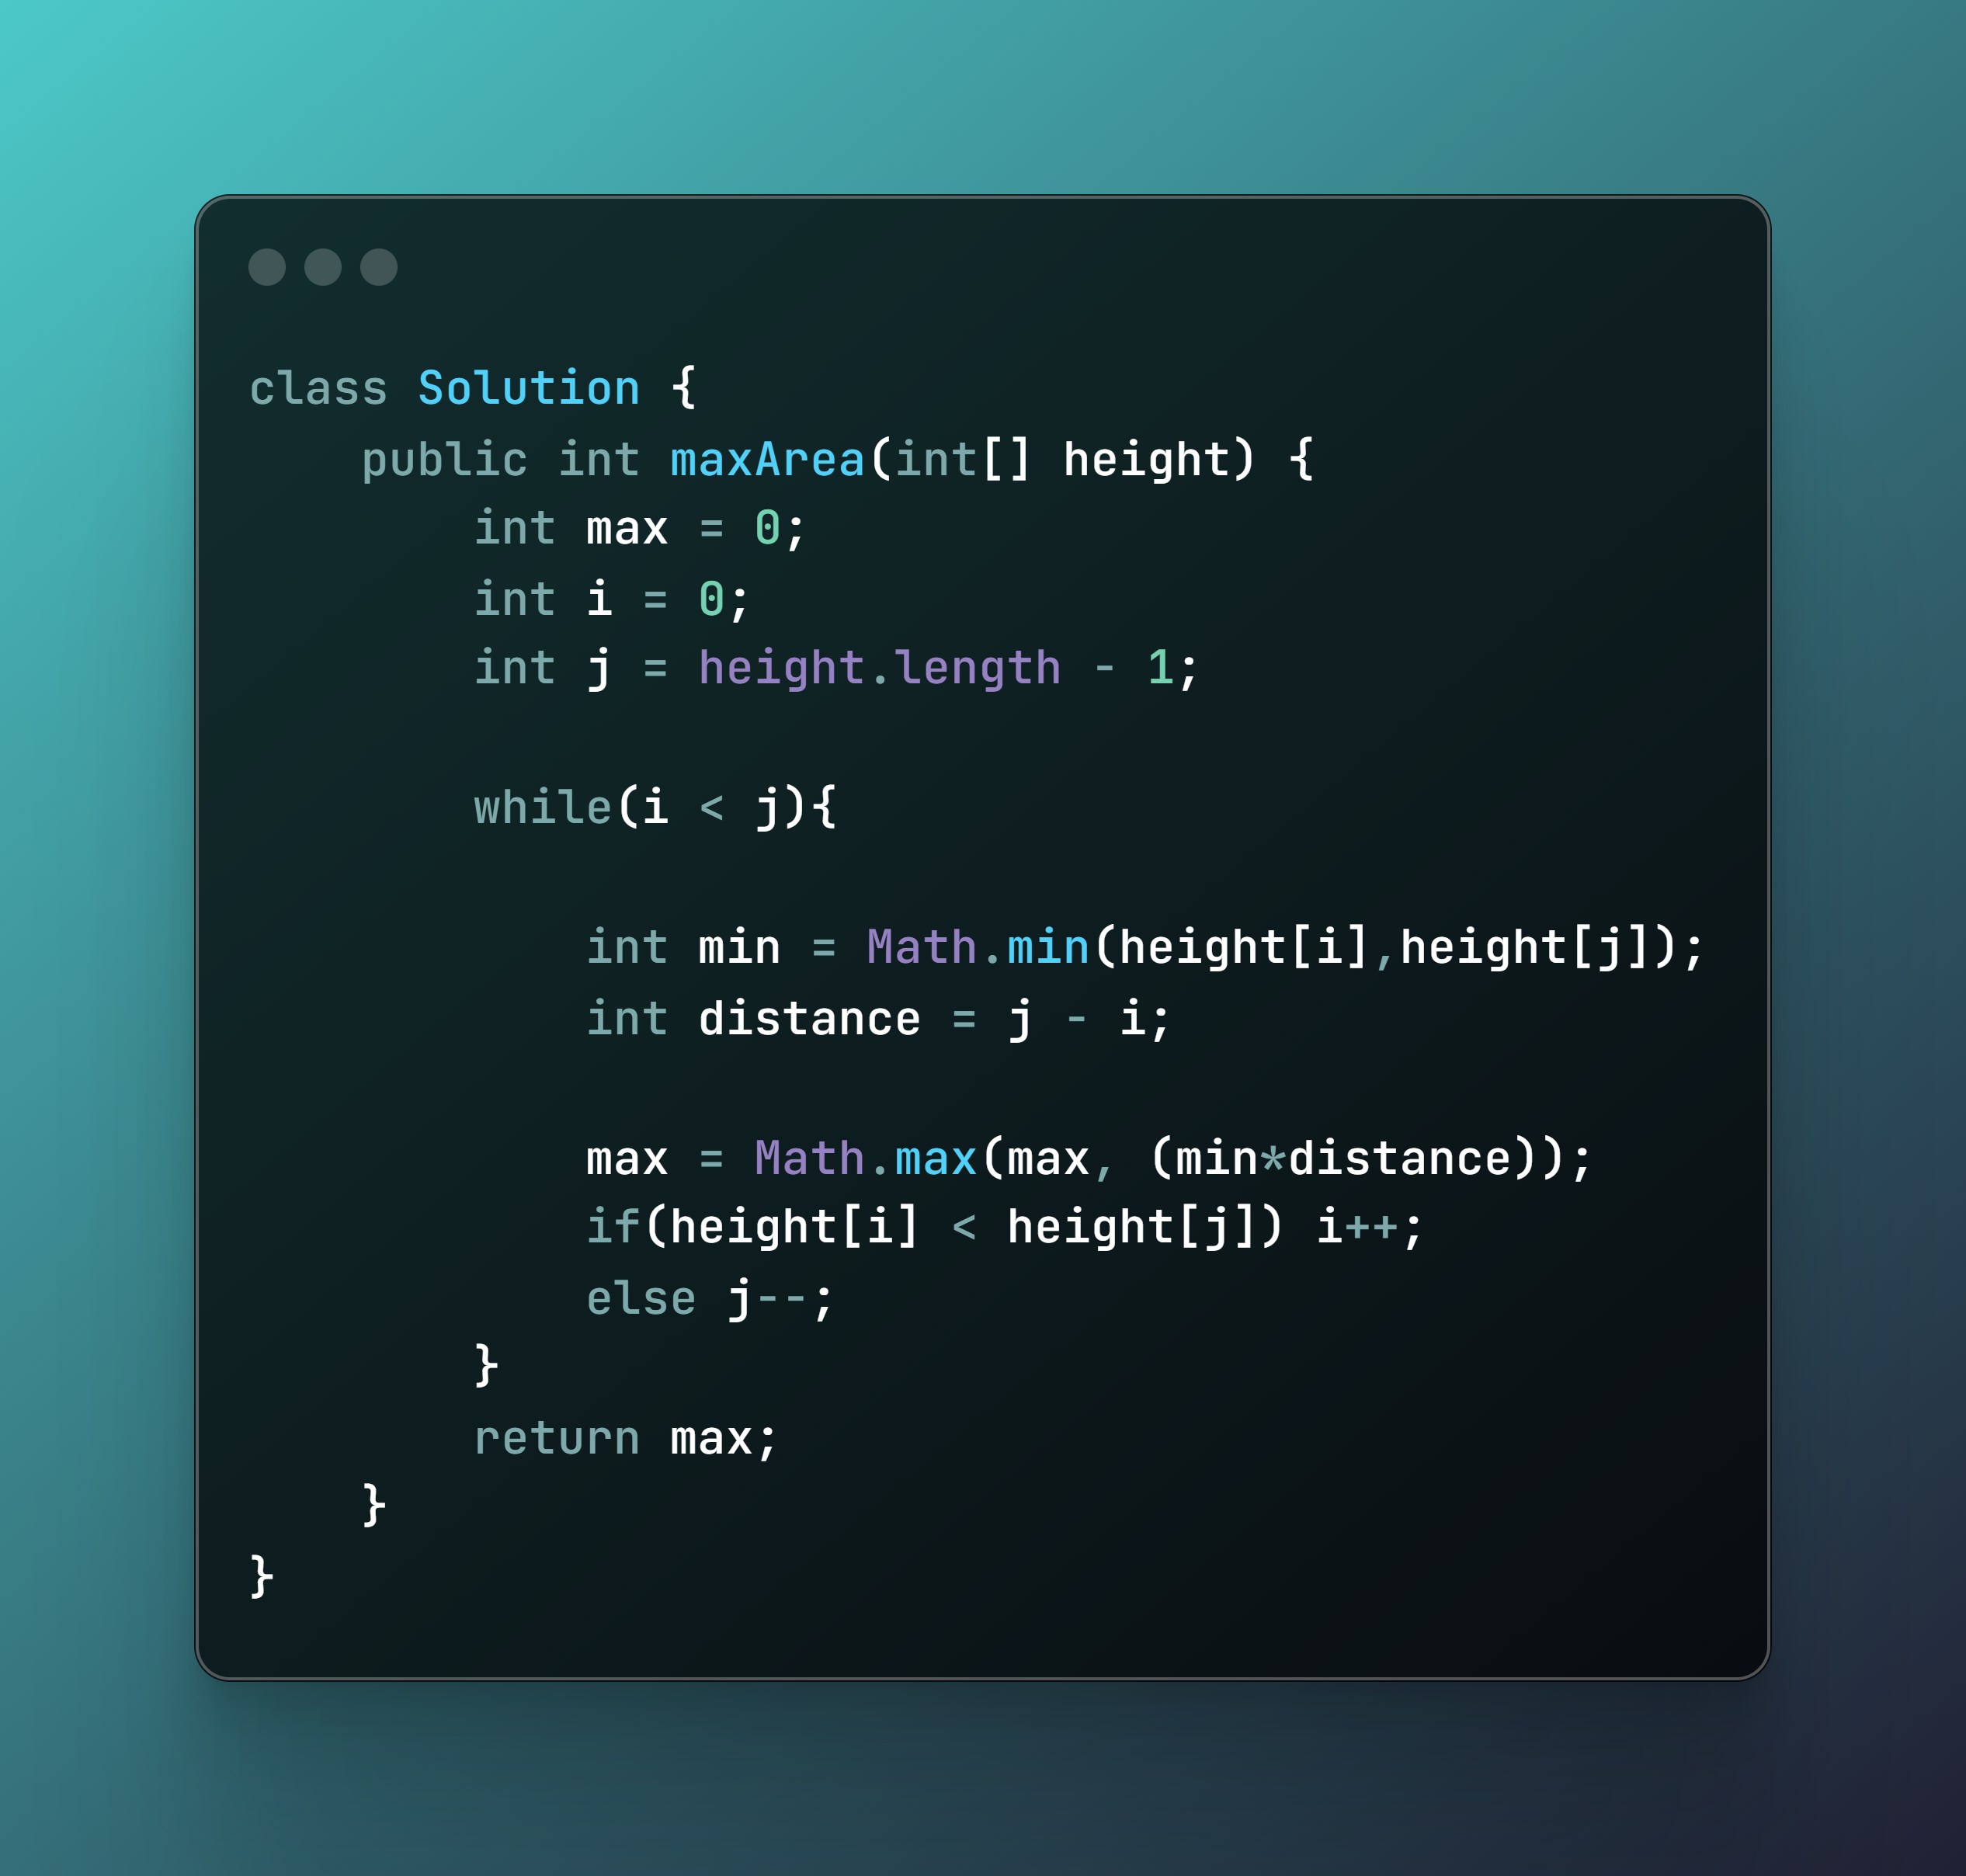 class Solution {
    public int maxArea(int[] height) {
        int max = 0;
        int i = 0;
        int j = height.length - 1;

        while(i < j){

            int min = Math.min(height[i],height[j]);
            int distance = j - i;

            max = Math.max(max, (min*distance));
            if(height[i] < height[j]) i++;
            else j--;
        }
        return max;
    }
}